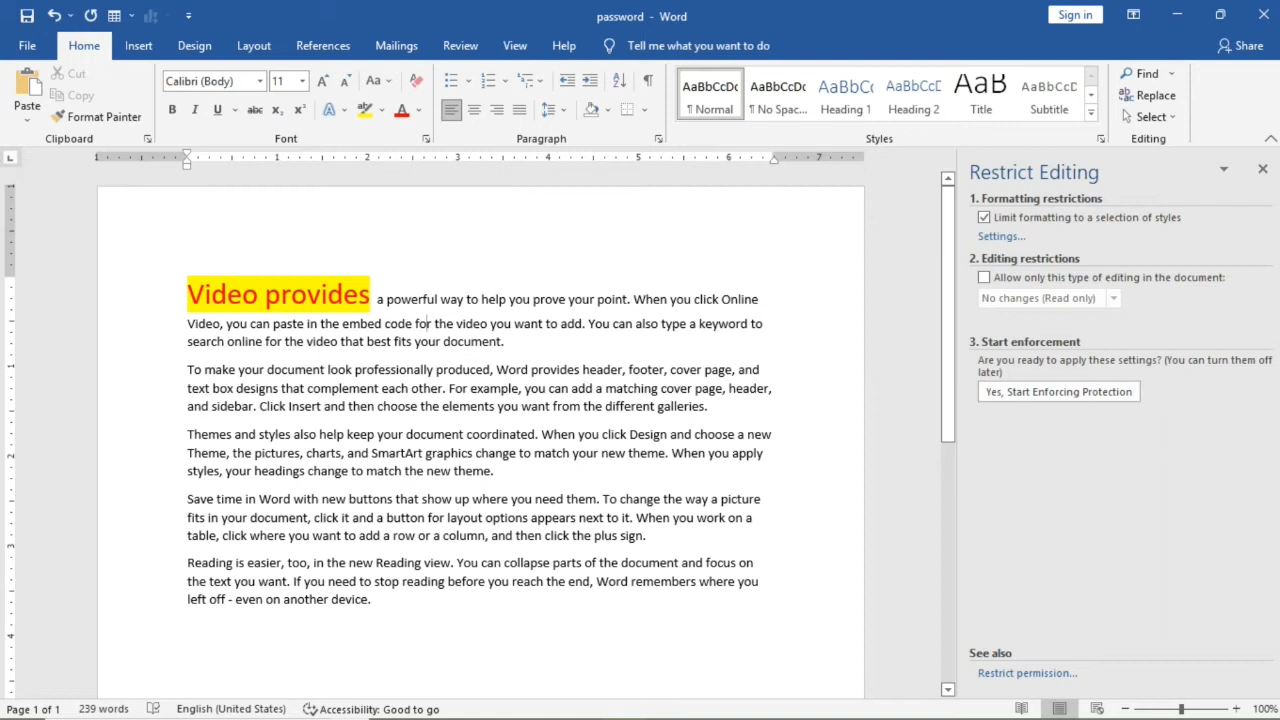 password - Word
Sign in
File Home Insert Design Layout References Mailings Review View Help Tell me what you want to do Share
Paste
Cut
Copy
Format Painter
Calibri (Body) 11
AaBbCcDc AaBbCcDc AaBbC AaBbCcD AaB AaBbCcD
¶ Normal ¶ No Spac... Heading 1 Heading 2 Title Subtitle
Find
Replace
Select
Clipboard Font Paragraph Styles Editing
1 1 2 3 4 5 6 7
Video provides a powerful way to help you prove your point. When you click Online
Video, you can paste in the embed code for the video you want to add. You can also type a keyword to
search online for the video that best fits your document.
To make your document look professionally produced, Word provides header, footer, cover page, and
text box designs that complement each other. For example, you can add a matching cover page, header,
and sidebar. Click Insert and then choose the elements you want from the different galleries.
Themes and styles also help keep your document coordinated. When you click Design and choose a new
Theme, the pictures, charts, and SmartArt graphics change to match your new theme. When you apply
styles, your headings change to match the new theme.
Save time in Word with new buttons that show up where you need them. To change the way a picture
fits in your document, click it and a button for layout options appears next to it. When you work on a
table, click where you want to add a row or a column, and then click the plus sign.
Reading is easier, too, in the new Reading view. You can collapse parts of the document and focus on
the text you want. If you need to stop reading before you reach the end, Word remembers where you
left off - even on another device.
Restrict Editing
1. Formatting restrictions
Limit formatting to a selection of styles
Settings...
2. Editing restrictions
Allow only this type of editing in the document:
No changes (Read only)
3. Start enforcement
Are you ready to apply these settings? (You can turn them off
later)
Yes, Start Enforcing Protection
See also
Restrict permission...
Page 1 of 1 239 words English (United States) Accessibility: Good to go 100%